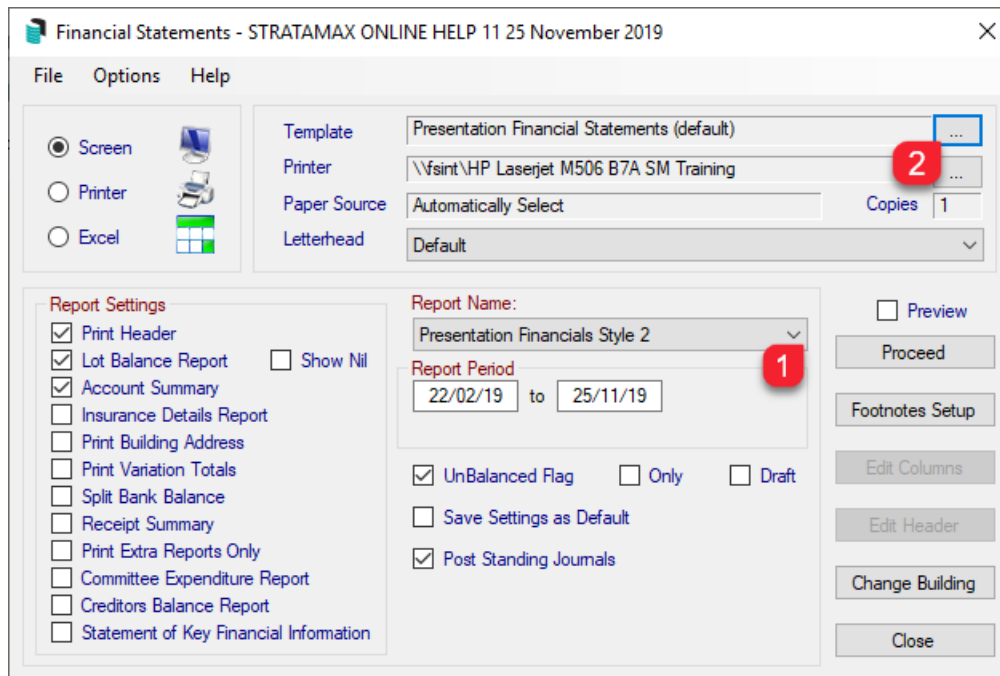 Financial Statements - STRATAMAX ONLINE HELP 11 25 November 2019
File Options Help
Screen
Printer
Excel
Template Presentation Financial Statements (default) ...
2
Printer \\fsint\HP Laserjet M506 B7A SM Training ...
Paper Source Automatically Select Copies 1
Letterhead Default
Report Settings
Print Header
Lot Balance Report Show Nil
Account Summary
Insurance Details Report
Print Building Address
Print Variation Totals
Split Bank Balance
Receipt Summary
Print Extra Reports Only
Committee Expenditure Report
Creditors Balance Report
Statement of Key Financial Information
Report Name:
Presentation Financials Style 2
1
Report Period
22/02/19 to 25/11/19
UnBalanced Flag Only Draft
Save Settings as Default
Post Standing Journals
Preview
Proceed
Footnotes Setup
Edit Columns
Edit Header
Change Building
Close